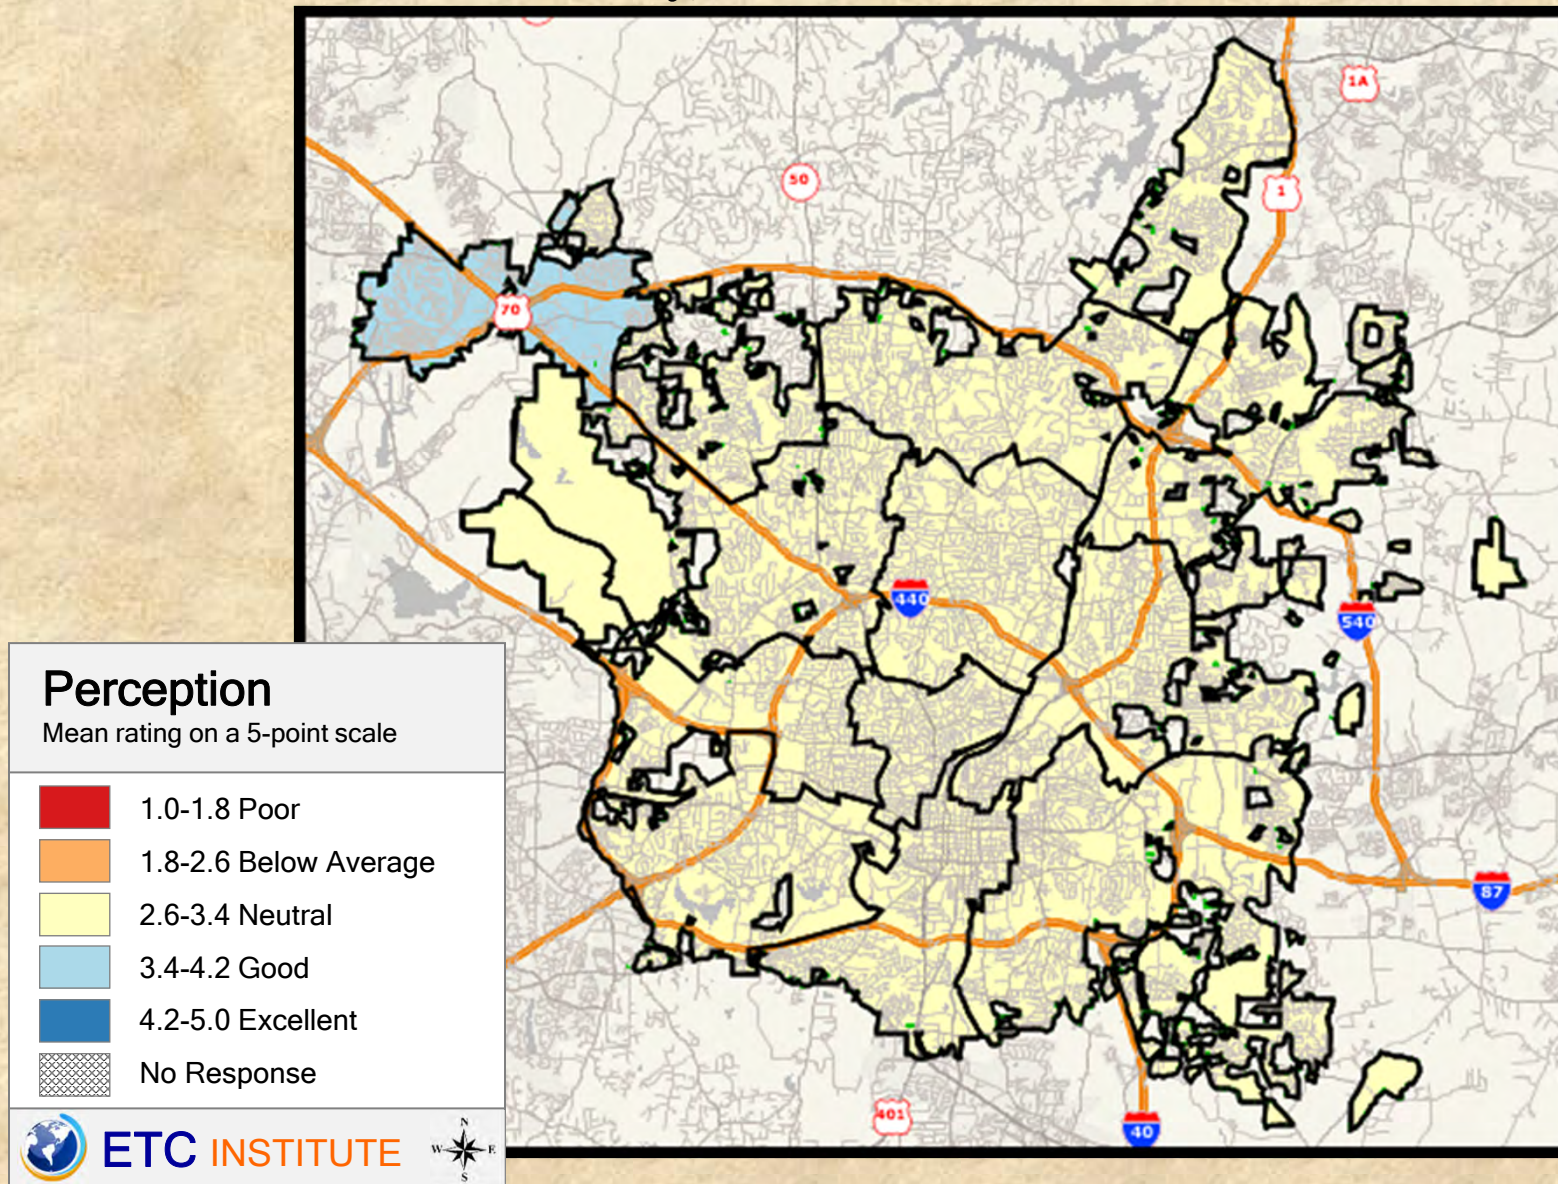 1A
50
1
70
440
540
87
401
40
Perception
Mean rating on a 5-point scale
1.0-1.8 Poor
1.8-2.6 Below Average
2.6-3.4 Neutral
3.4-4.2 Good
4.2-5.0 Excellent
No Response
ETC INSTITUTE
N
W E
S